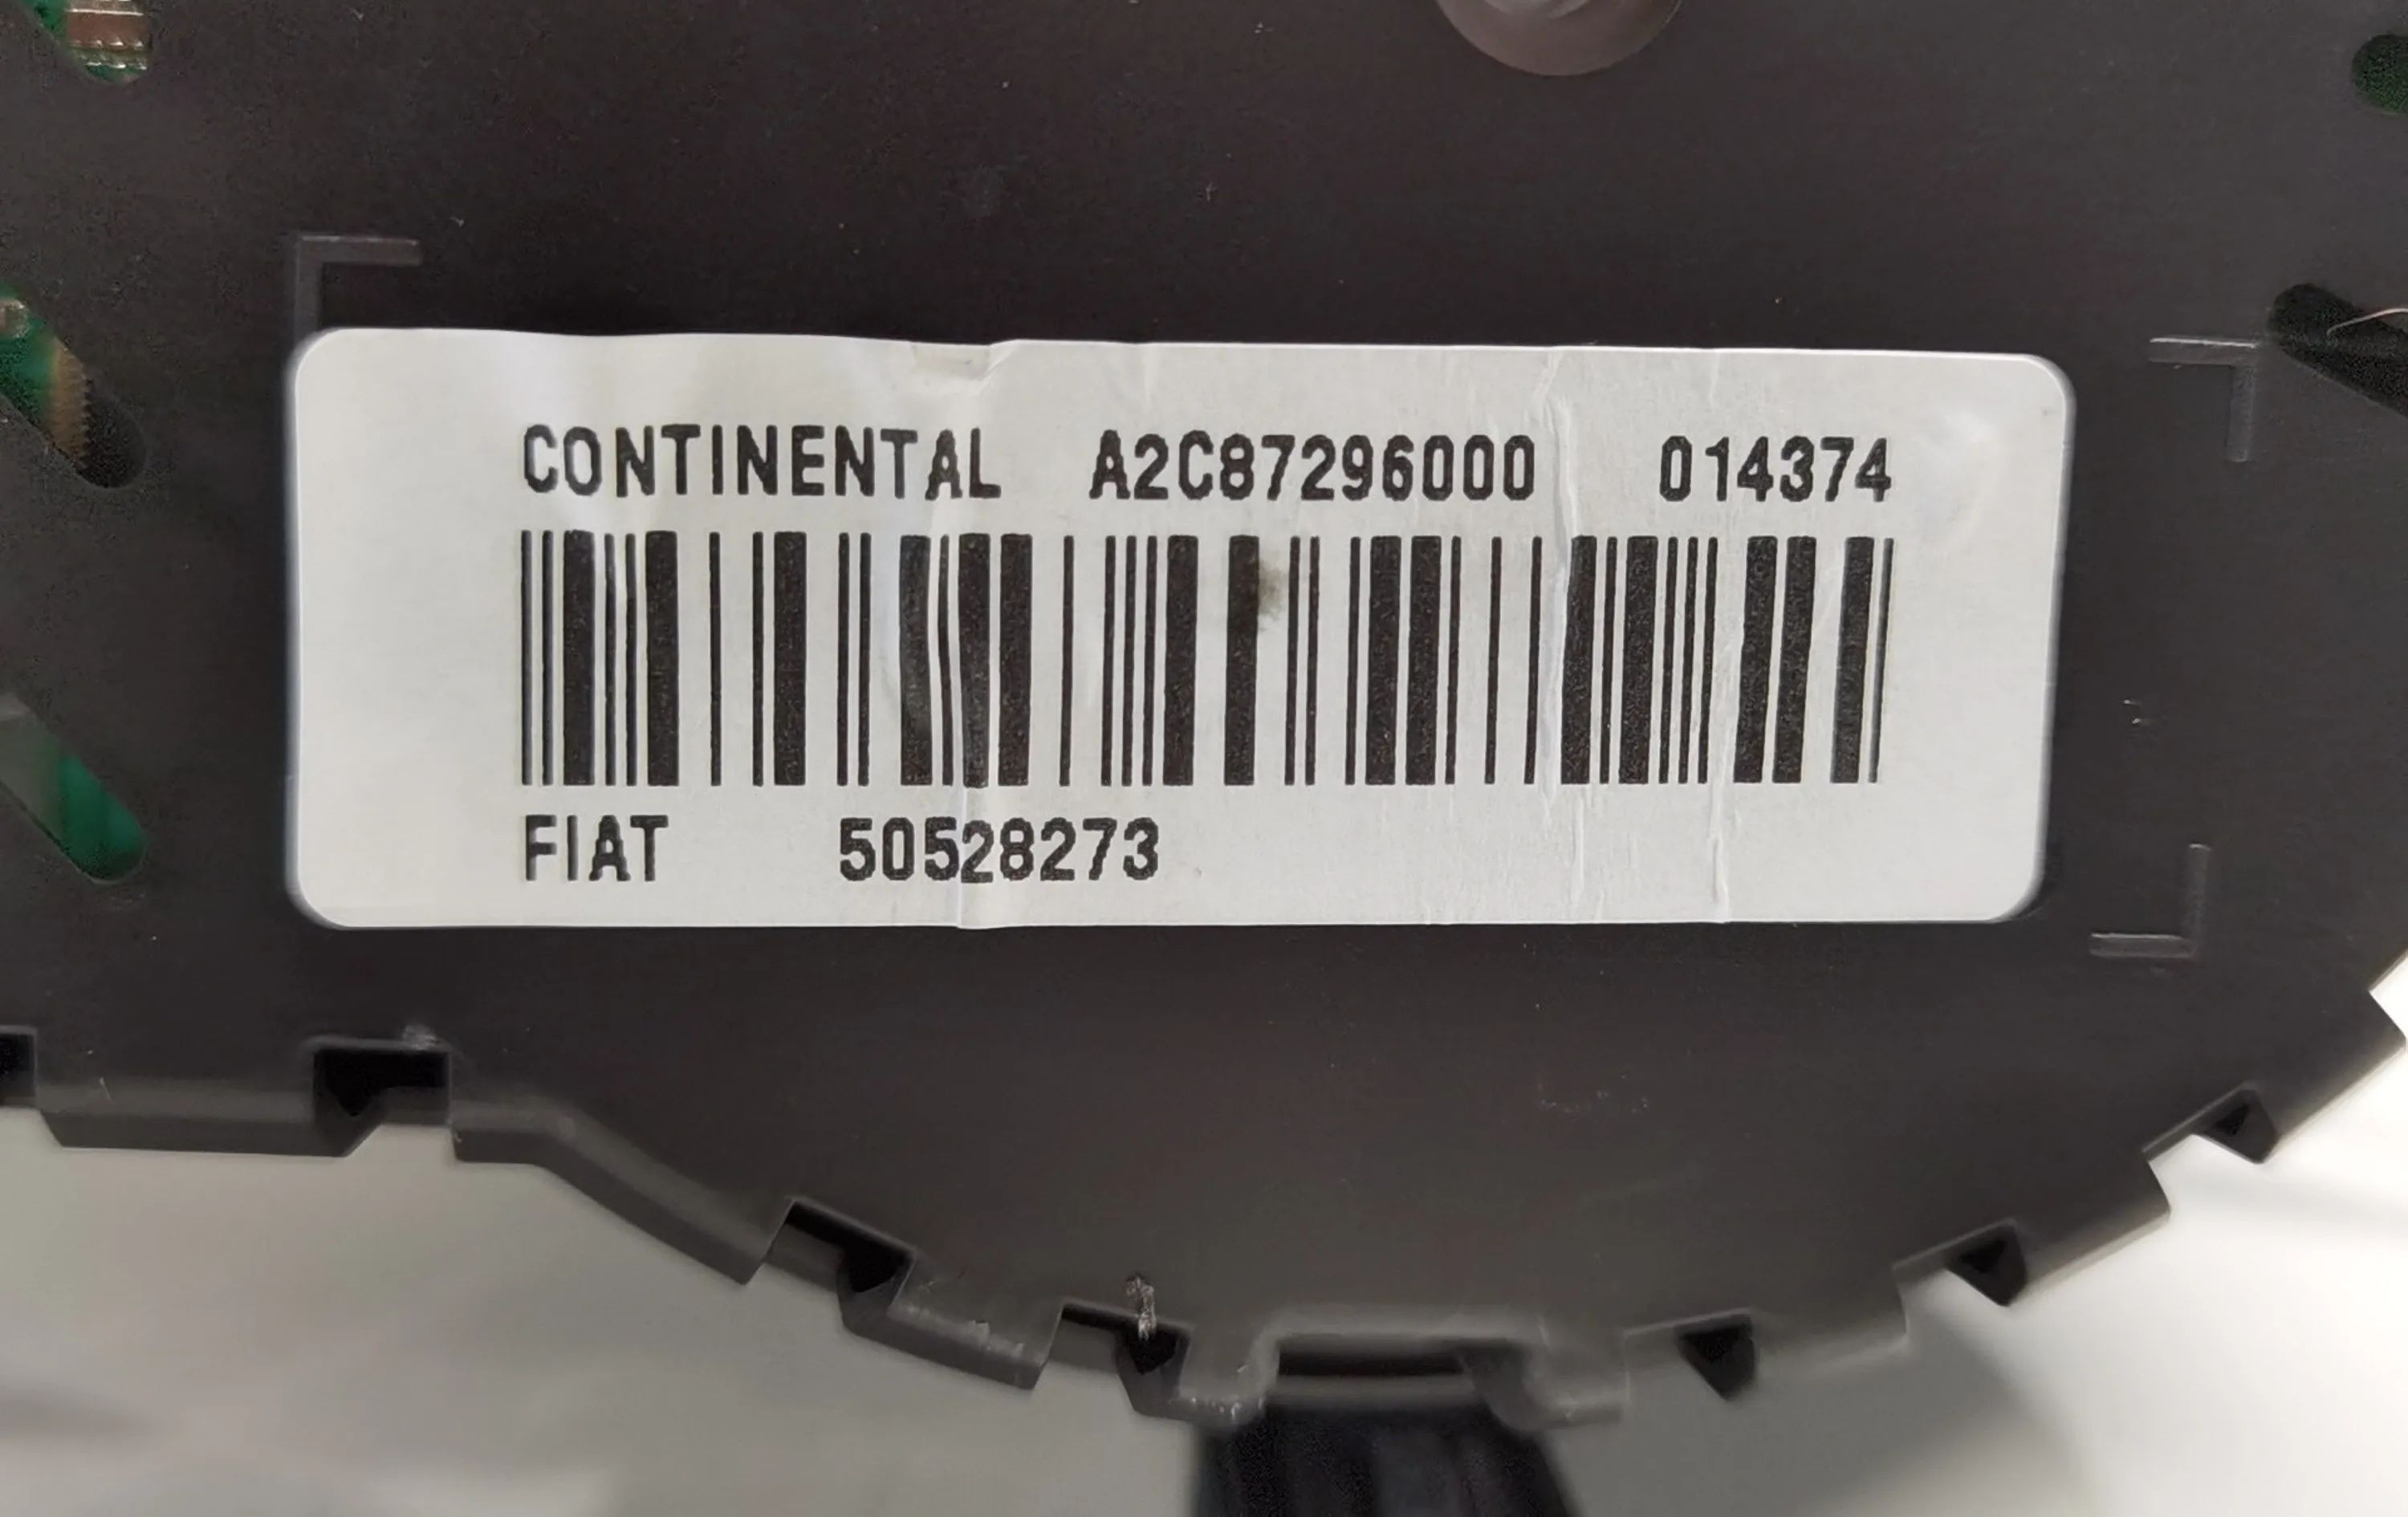 CONTINENTAL A2C87296000 014374
FIAT 50528273